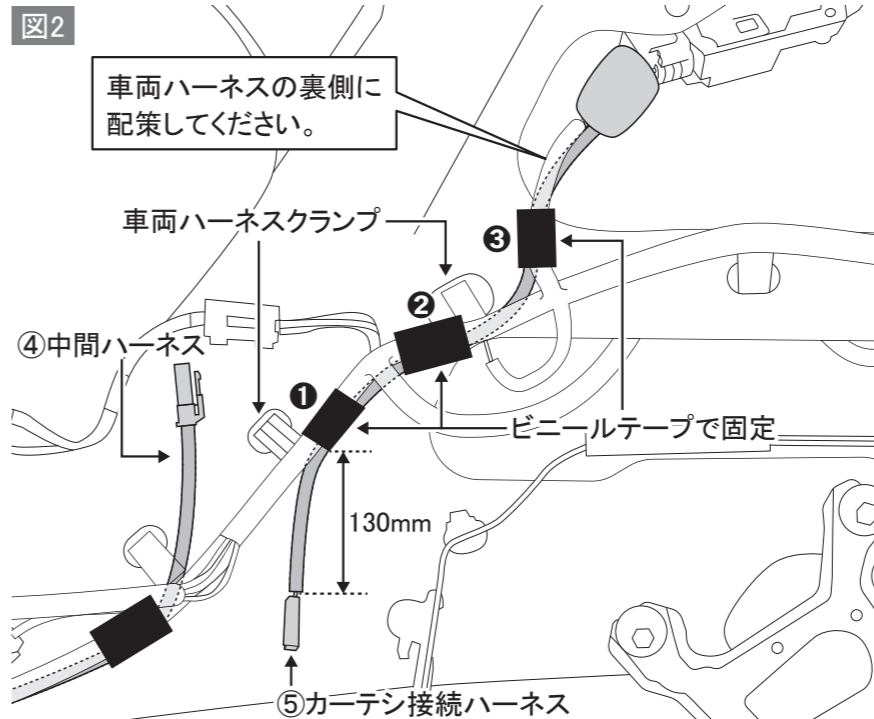 図2
車両ハーネスの裏側に
配策してください。
車両ハーネスクランプ
❸
❷
④中間ハーネス
❶
ビニールテープで固定
130mm
⑤カーテシ接続ハーネス